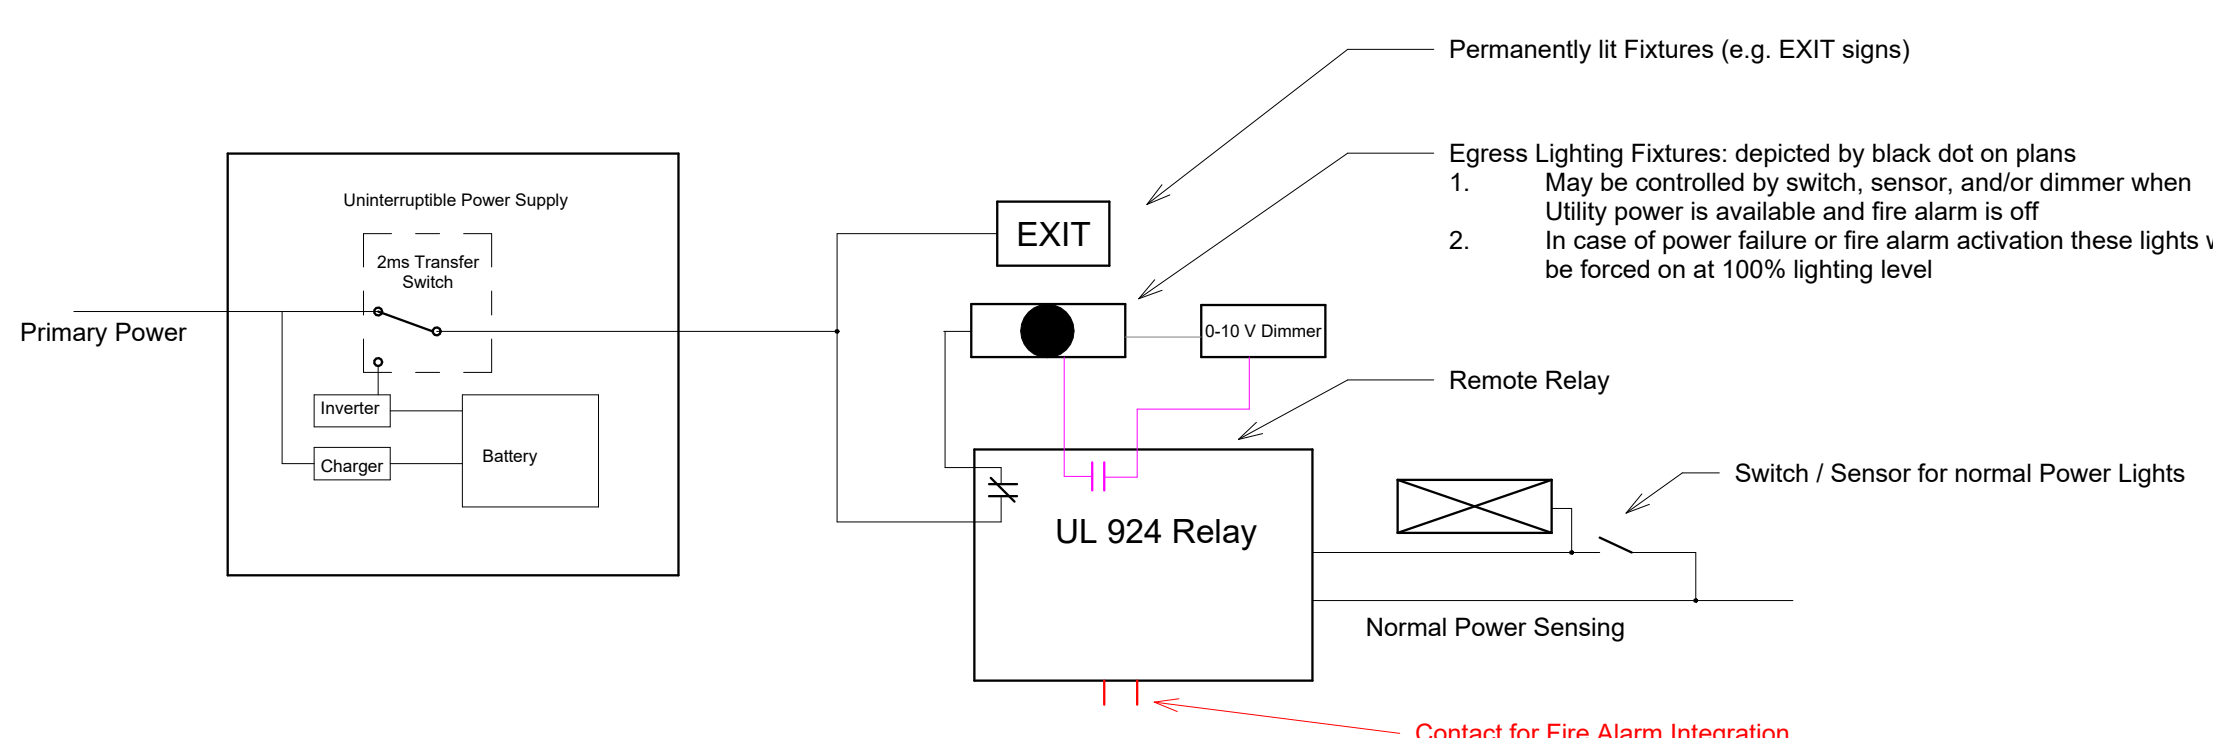 Permanently lit Fixtures (e.g. EXIT signs)
Egress Lighting Fixtures: depicted by black dot on plans
1. May be controlled by switch, sensor, and/or dimmer when
Utility power is available and fire alarm is off
2. In case of power failure or fire alarm activation these lights
be forced on at 100% lighting level
Uninterruptible Power Supply
2ms Transfer
Switch
Primary Power
Inverter
Charger
Battery
EXIT
0-10 V Dimmer
Remote Relay
UL 924 Relay
Switch / Sensor for normal Power Lights
Normal Power Sensing
Contact for Fire Alarm Integration